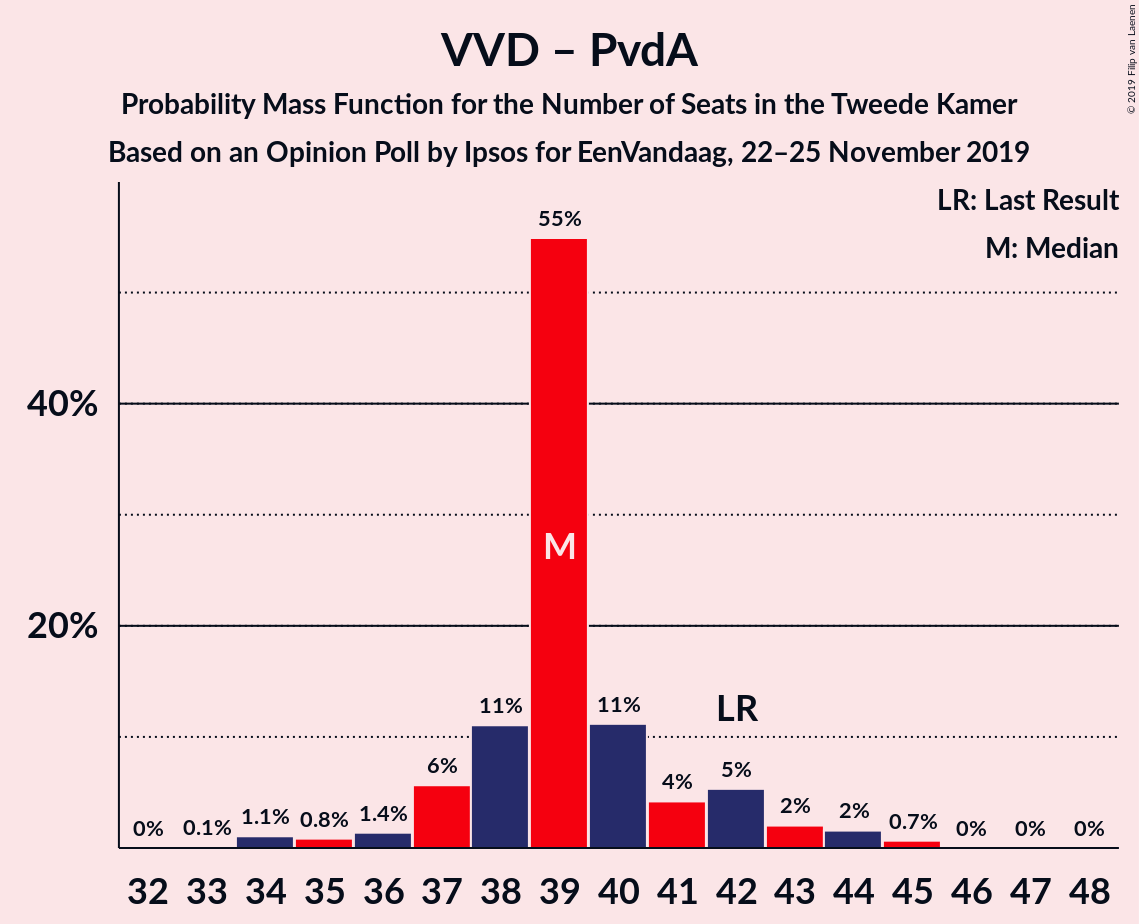 VVD – PvdA
Probability Mass Function for the Number of Seats in the Tweede Kamer
Based on an Opinion Poll by Ipsos for EenVandaag, 22–25 November 2019
© 2019 Filip van Laenen
LR: Last Result
M: Median
55%
40%
M
20%
LR
11%
11%
6%
4%
5%
0%
0.1%
1.1%
0.8%
1.4%
2%
2%
0.7%
0%
0%
0%
32 33 34 35 36 37 38 39 40 41 42 43 44 45 46 47 48